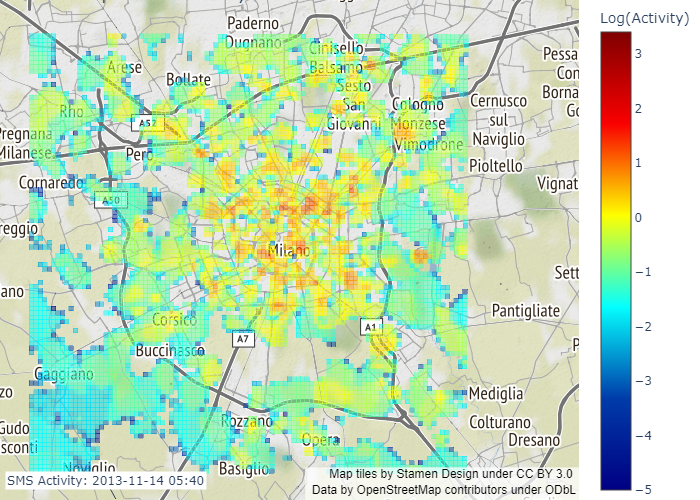 Log(Activity)
3
2
1
0
−1
−2
−3
−4
−5
Paderno
Dugnano
Cinisello
Balsamo
Arese
Bollate
Sesto
San
Giovanni
Cologno
Monzese
Vimodrone
Cernusco
sul
Naviglio
Pessa
Con
Borna
Go
Rho
A52
Pregnana
Milanese
Pero
Pioltello
Cornaredo
Vignat
A50
reggio
Milano
Sett
ano
Pantigliate
Corsico
A1
A7
Buccinasco
P
Gaggiano
zo
Mediglia
Rozzano
Colturano
Gudo
sconti
Opera
Dresano
Noviglio
Basiglio
SMS Activity: 2013-11-14 05:40
Map tiles by Stamen Design under CC BY 3.0
Data by OpenStreetMap contributors under ODbL